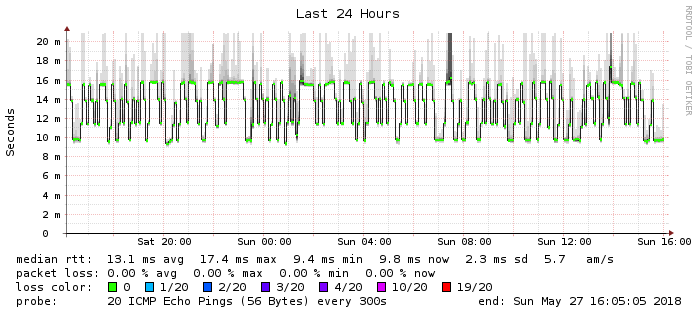 Last 24 Hours
RRDTOOL / TOBI OETIKER
Seconds
20 m
18 m
16 m
14 m
12 m
10 m
8 m
6 m
4 m
2 m
0
Sat 20:00 Sun 00:00 Sun 04:00 Sun 08:00 Sun 12:00 Sun 16:00
median rtt: 13.1 ms avg 17.4 ms max 9.4 ms min 9.8 ms now 2.3 ms sd 5.7 am/s
packet loss: 0.00 % avg 0.00 % max 0.00 % min 0.00 % now
loss color: 0 1/20 2/20 3/20 4/20 10/20 19/20
probe: 20 ICMP Echo Pings (56 Bytes) every 300s end: Sun May 27 16:05:05 2018